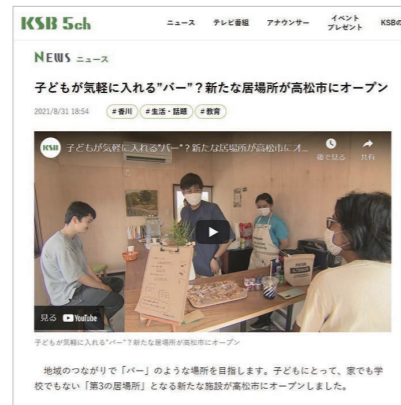 KSB 5ch
ニュース テレビ番組 アナウンサー イベント プレゼント KSBの
NEWS ニュース
子どもが気軽に入れる"バー"？新たな居場所が高松市にオープン
2021/8/31 18:54 #香川 #生活・話題 #教育
KSB 子どもが気軽に入れる"バー"？新たな居場所が高松市にオ...
後で見る 共有
見る YouTube
子どもが気軽に入れる"バー"？新たな居場所が高松市にオープン
地域のつながりで「バー」のような場所を目指します。子どもにとって、家でも学
校でもない「第3の居場所」となる新たな施設が高松市にオープンしました。